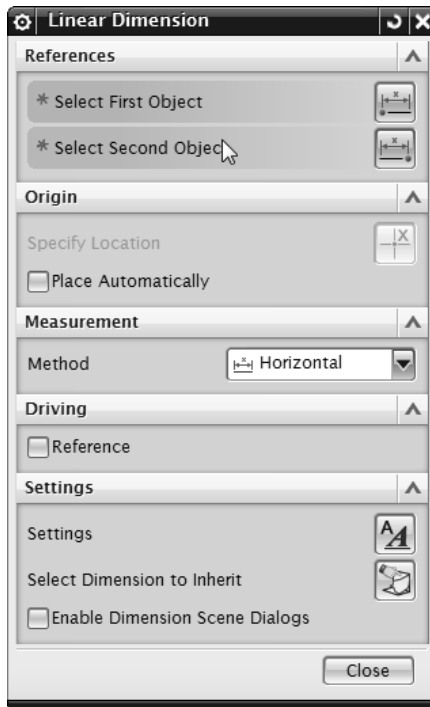 Linear Dimension
References
* Select First Object
* Select Second Objec
Origin
Specify Location
Place Automatically
Measurement
Method Horizontal
Driving
Reference
Settings
Settings
Select Dimension to Inherit
Enable Dimension Scene Dialogs
Close